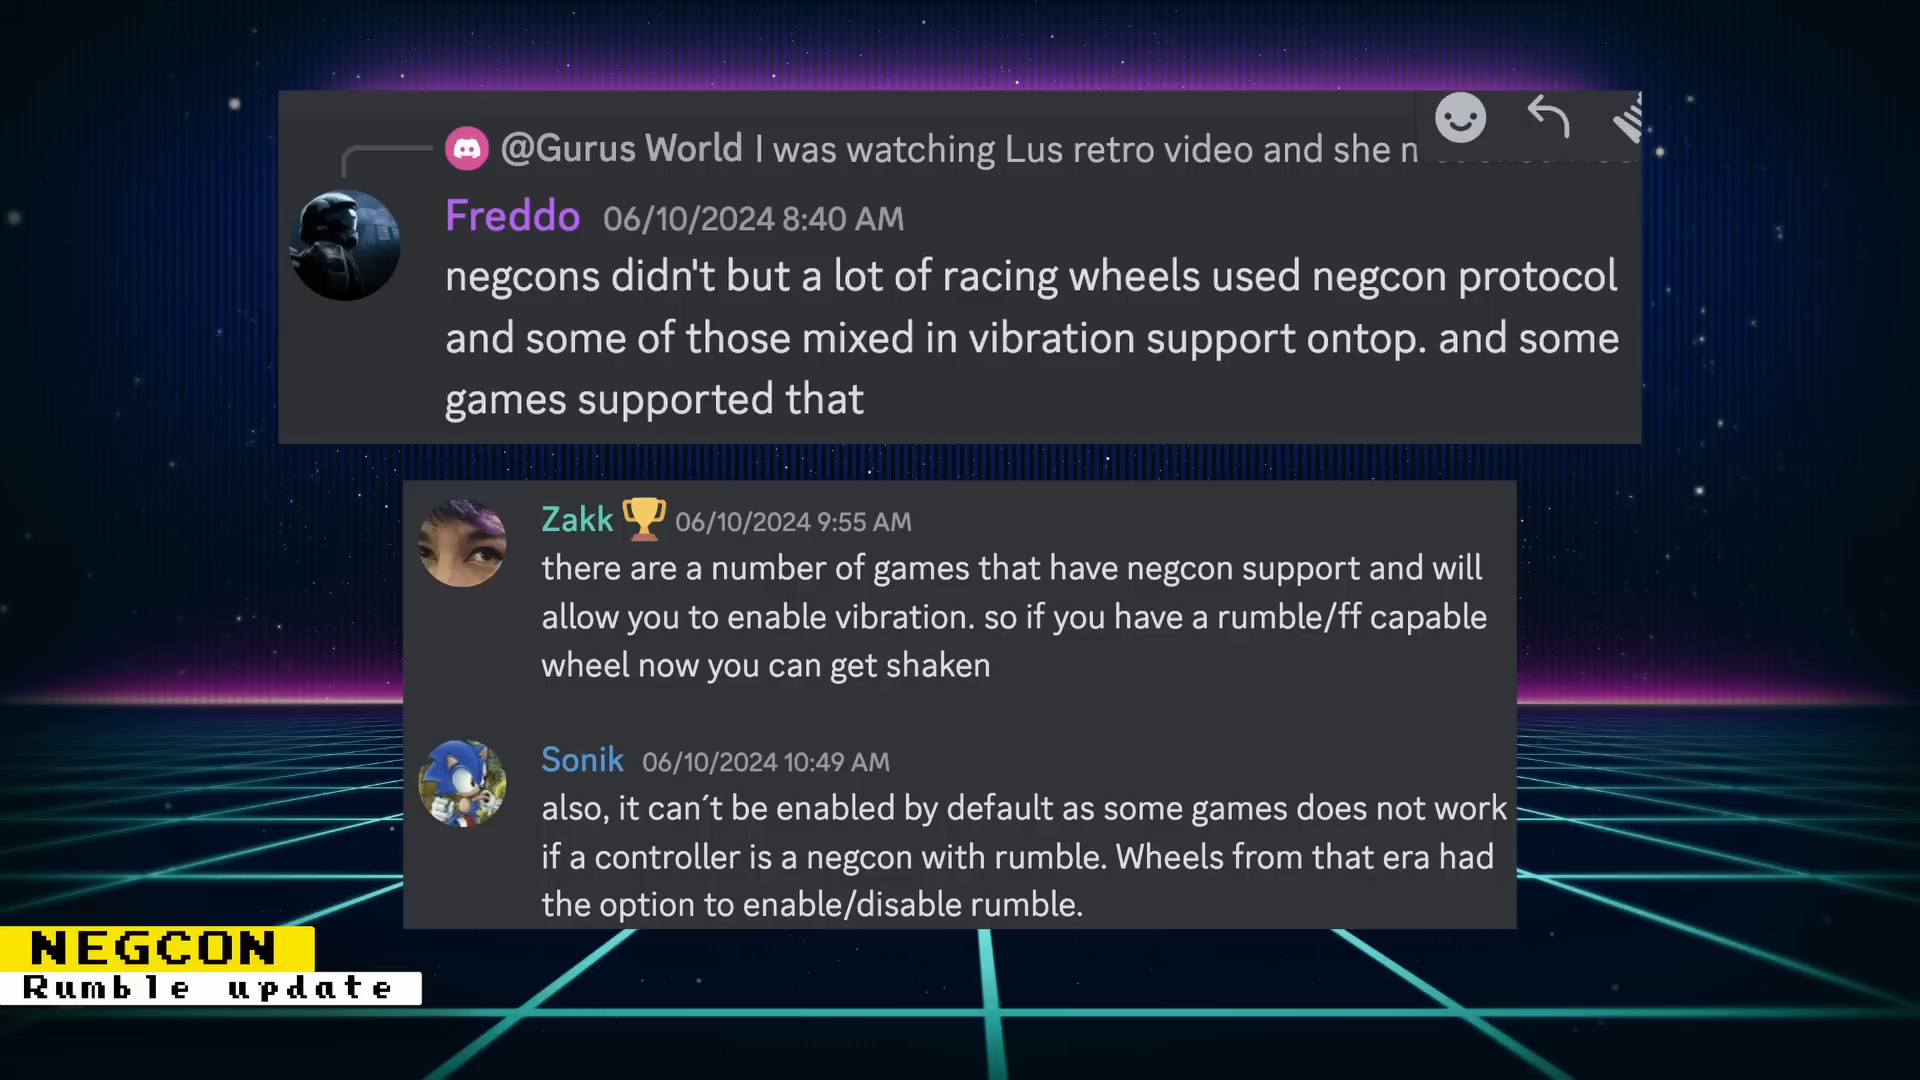 @Gurus World I was watching Lus retro video and she
Freddo 06/10/2024 8:40 AM
negcons didn't but a lot of racing wheels used negcon protocol
and some of those mixed in vibration support ontop. and some
games supported that
Zakk 🏆 06/10/2024 9:55 AM
there are a number of games that have negcon support and will
allow you to enable vibration. so if you have a rumble/ff capable
wheel now you can get shaken
Sonik 06/10/2024 10:49 AM
also, it can´t be enabled by default as some games does not work
if a controller is a negcon with rumble. Wheels from that era had
the option to enable/disable rumble.
NEGCON
Rumble update